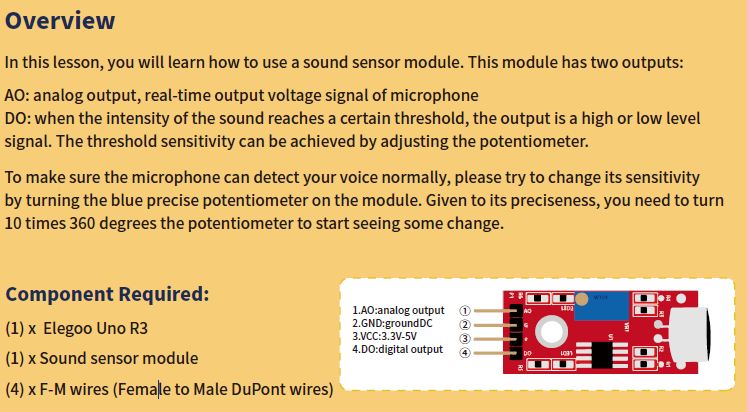 Overview
In this lesson, you will learn how to use a sound sensor module. This module has two outputs:
AO: analog output, real-time output voltage signal of microphone
DO: when the intensity of the sound reaches a certain threshold, the output is a high or low level
signal. The threshold sensitivity can be achieved by adjusting the potentiometer.
To make sure the microphone can detect your voice normally, please try to change its sensitivity
by turning the blue precise potentiometer on the module. Given to its preciseness, you need to turn
10 times 360 degrees the potentiometer to start seeing some change.
Component Required:
(1) x Elegoo Uno R3
(1) x Sound sensor module
(4) x F-M wires (Female to Male DuPont wires)
1.AO:analog output ①
2.GND:groundDC ②
3.VCC:3.3V-5V ③
4.DO:digital output ④
AO
G
+
DO